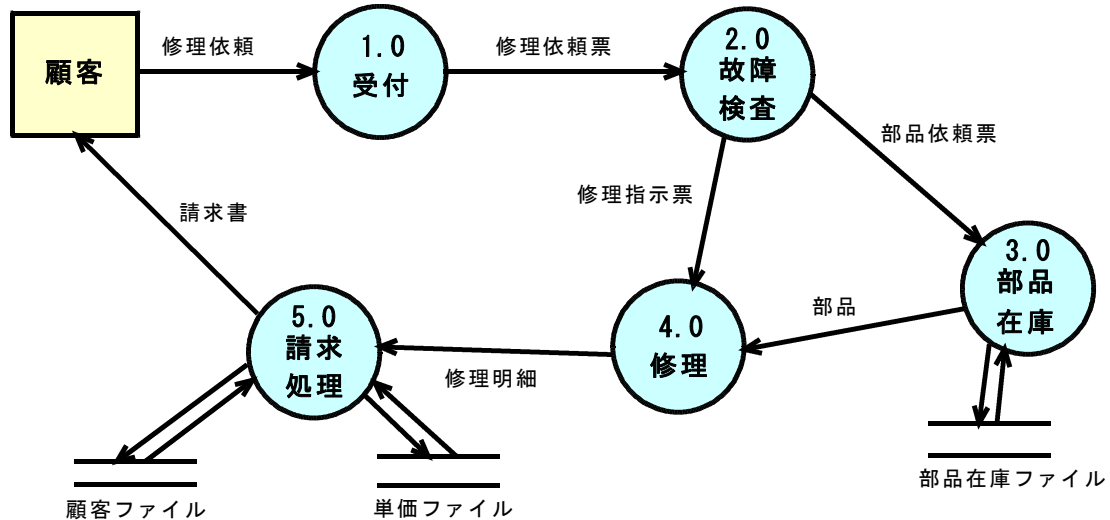 顧客
修理依頼
1.0
受付
修理依頼票
2.0
故障
検査
部品依頼票
修理指示票
請求書
3.0
部品
在庫
部品
4.0
修理
5.0
請求
処理
修理明細
顧客ファイル
単価ファイル
部品在庫ファイル